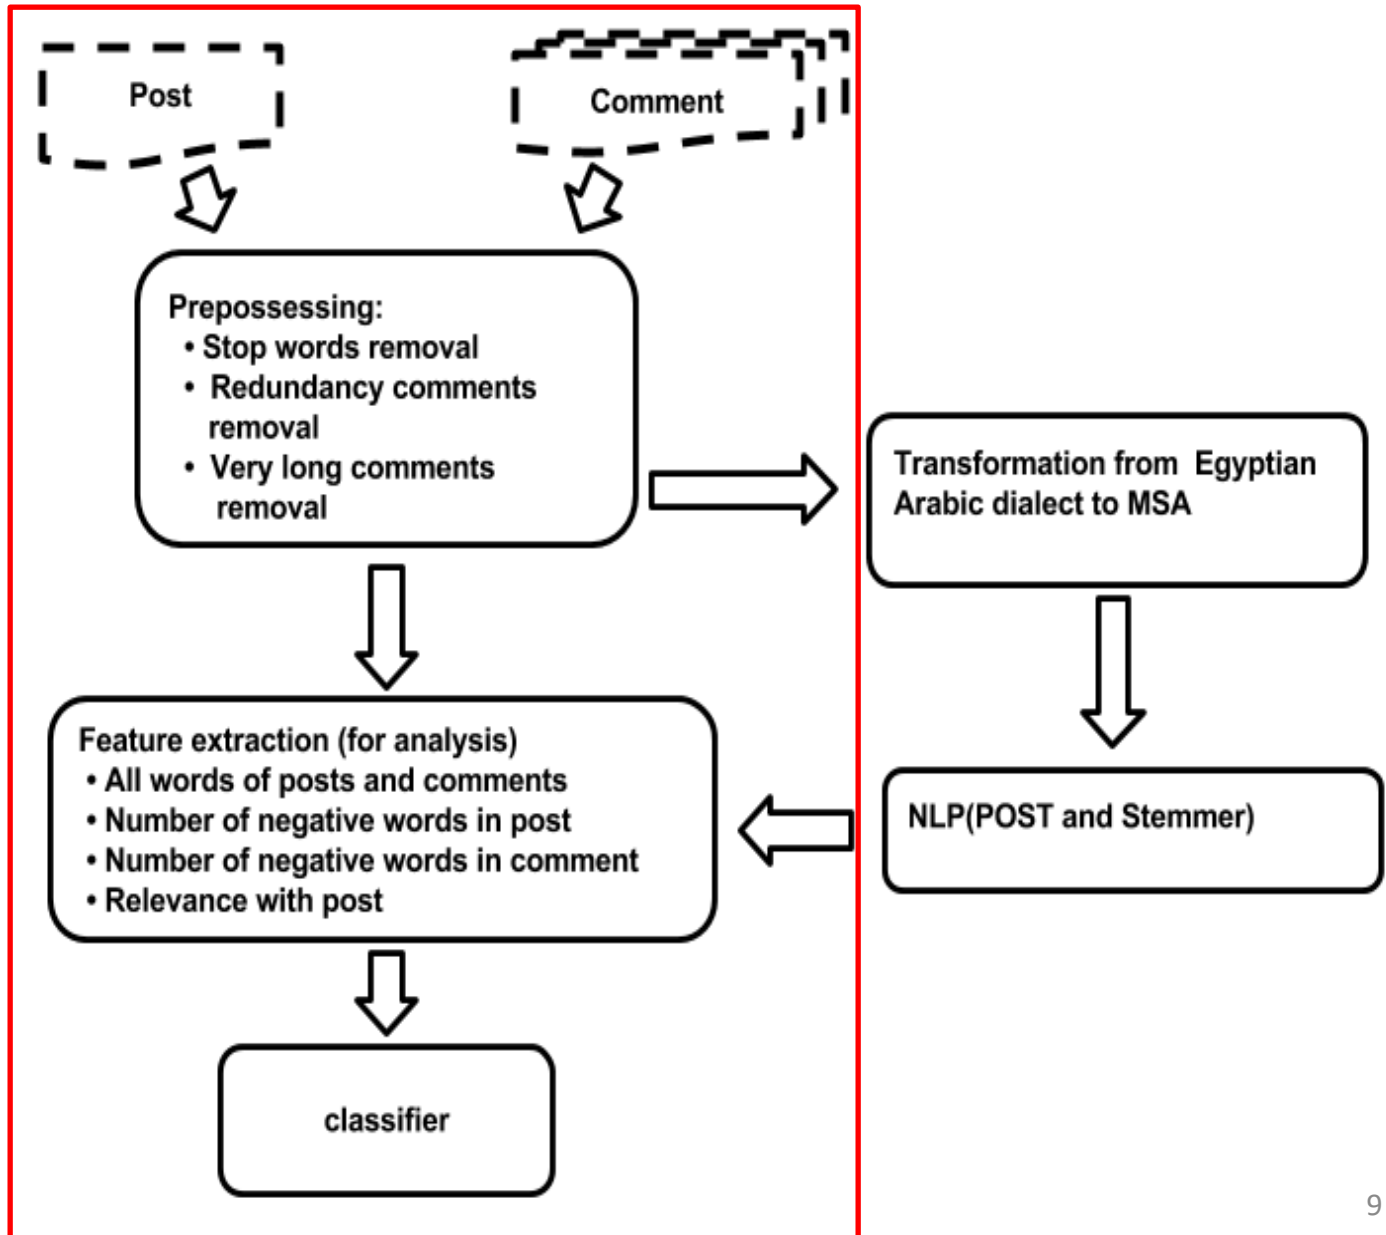 Post
Comment
Prepossessing:
• Stop words removal
• Redundancy comments
removal
• Very long comments
removal
Transformation from Egyptian
Arabic dialect to MSA
Feature extraction (for analysis)
• All words of posts and comments
• Number of negative words in post
• Number of negative words in comment
• Relevance with post
NLP(POST and Stemmer)
classifier
9